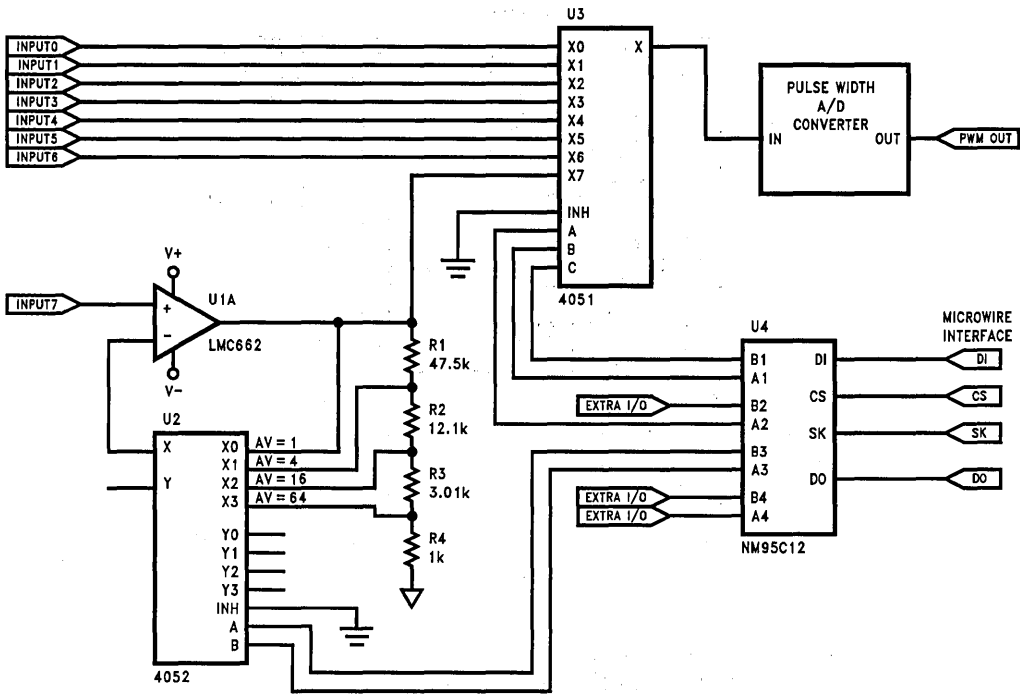 U3
INPUT0
INPUT1
INPUT2
INPUT3
INPUT4
INPUT5
INPUT6
X0
X1
X2
X3
X4
X5
X6
X7
INH
A
B
C
X
4051
PULSE WIDTH
A/D
CONVERTER
IN
OUT
PWM OUT
V+
INPUT7
+
-
U1A
LMC662
V-
R1
47.5k
R2
12.1k
R3
3.01k
R4
1k
U2
X
Y
X0
X1
X2
X3
Y0
Y1
Y2
Y3
INH
A
B
AV = 1
AV = 4
AV = 16
AV = 64
4052
U4
MICROWIRE
INTERFACE
B1
A1
B2
A2
B3
A3
B4
A4
DI
CS
SK
DO
DI
CS
SK
DO
EXTRA I/O
EXTRA I/O
EXTRA I/O
NM95C12